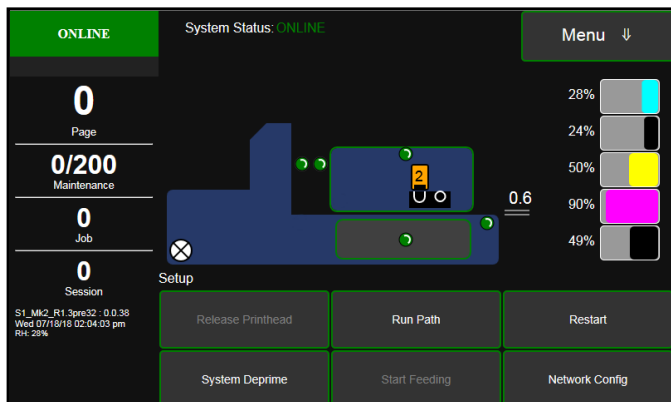 ONLINE
System Status: ONLINE
Menu ⇓
0
Page
0/200
Maintenance
0
Job
0
Session
S1_Mk2_R1.3pre32 : 0.0.38
Wed 07/18/18 02:04:03 pm
RH: 28%
2
0.6
28%
24%
50%
90%
49%
Setup
Release Printhead
Run Path
Restart
System Deprime
Start Feeding
Network Config